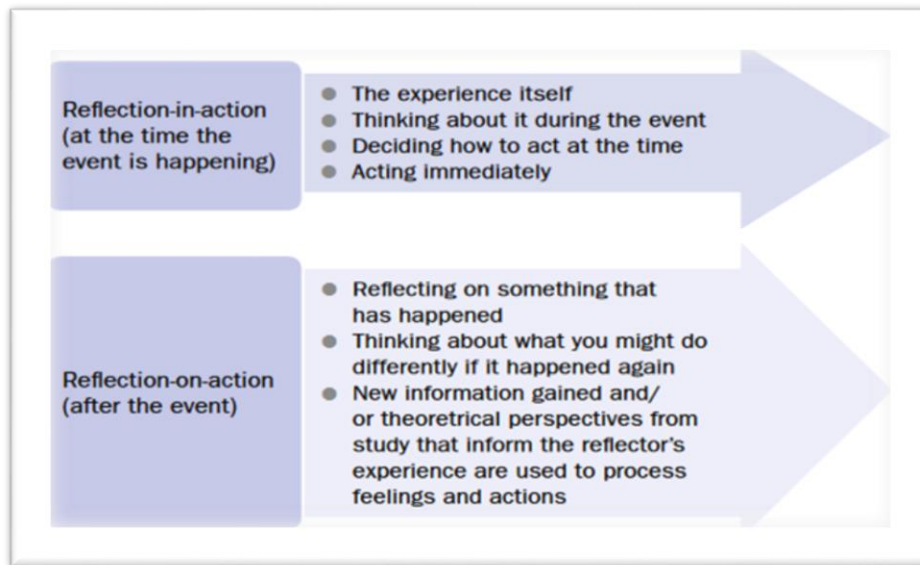 Reflection-in-action
(at the time the
event is happening)
● The experience itself
● Thinking about it during the event
● Deciding how to act at the time
● Acting immediately
Reflection-on-action
(after the event)
● Reflecting on something that
has happened
● Thinking about what you might do
differently if it happened again
● New information gained and/
or theoretrical perspectives from
study that inform the reflector's
experience are used to process
feelings and actions